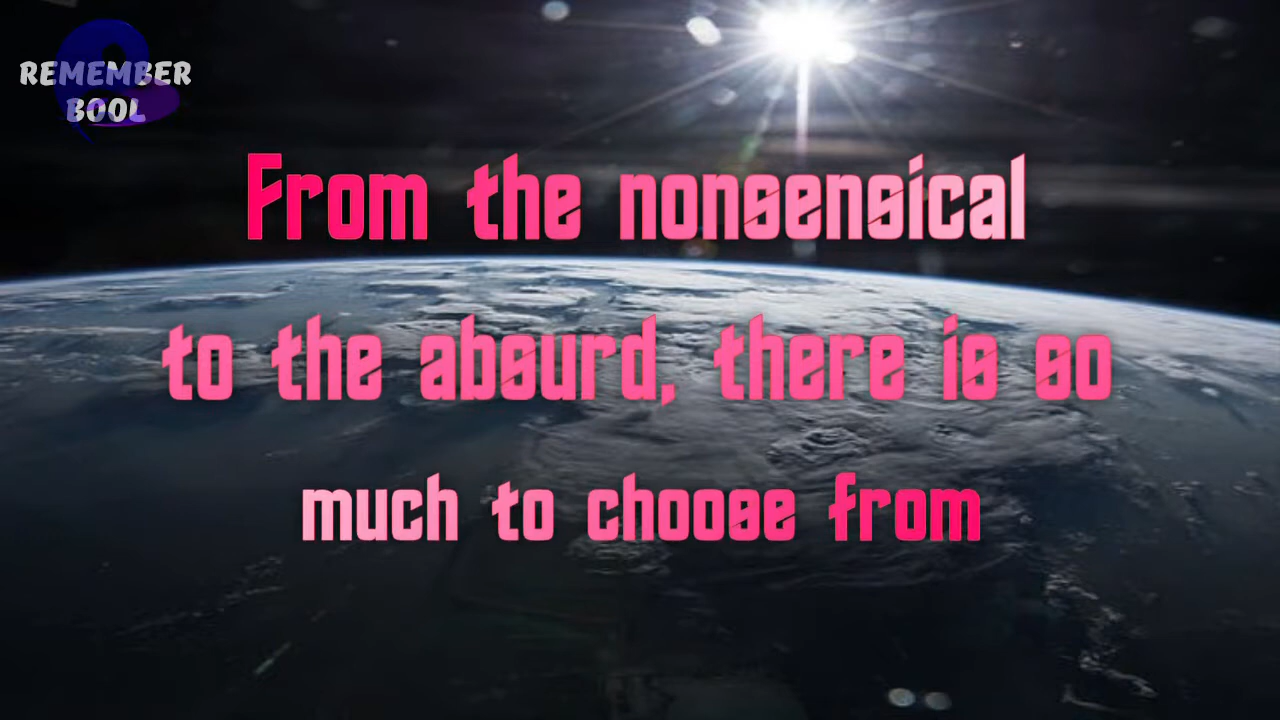 REMEMBER
BOOL
From the nonsensical
to the absurd, there is so
much to choose from